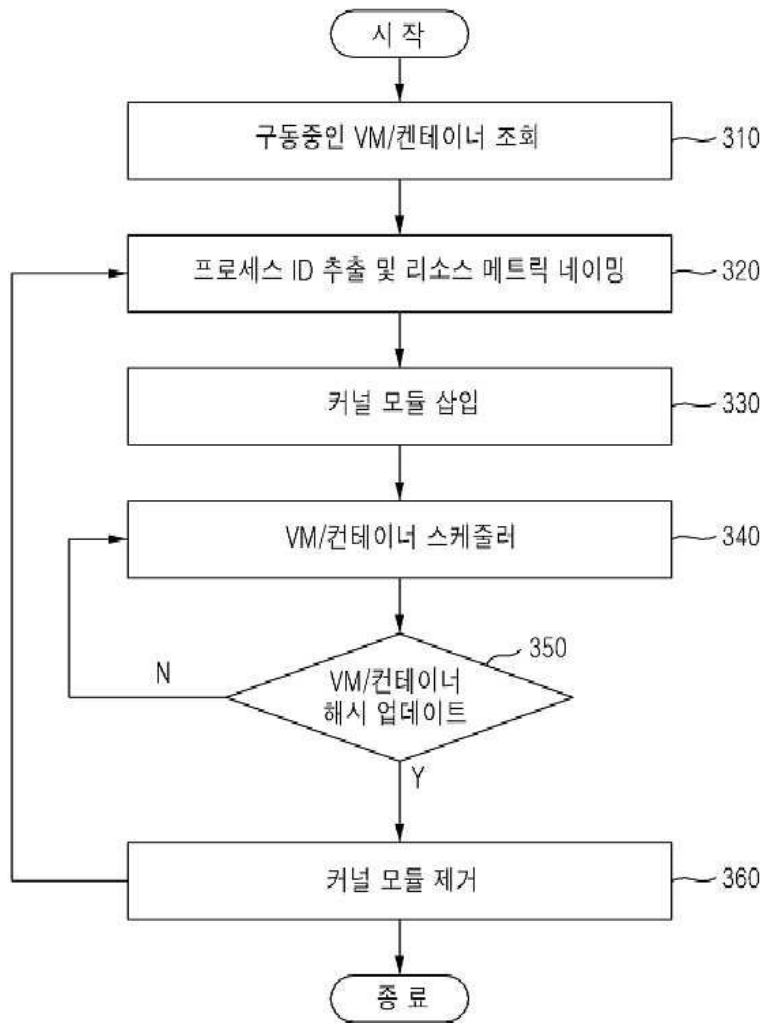 시 작
구동중인 VM/켄테이너 조회
310
프로세스 ID 추출 및 리소스 메트릭 네이밍
320
커널 모듈 삽입
330
VM/컨테이너 스케줄러
340
350
N
VM/컨테이너
해시 업데이트
Y
커널 모듈 제거
360
종 료